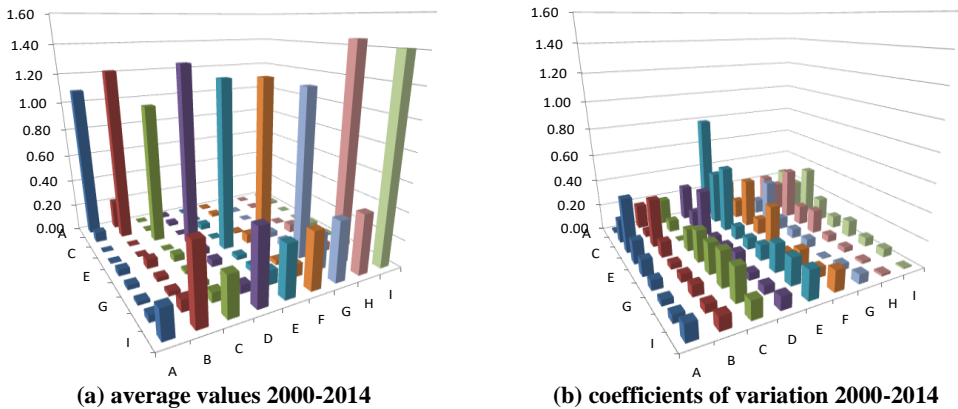 1.60
1.40
1.20
1.00
0.80
0.60
0.40
0.20
0.00
A
C
E
G
I
A
B
C
D
E
F
G
H
I
(a) average values 2000-2014
1.60
1.40
1.20
1.00
0.80
0.60
0.40
0.20
0.00
A
C
E
G
I
A
B
C
D
E
F
G
H
I
(b) coefficients of variation 2000-2014